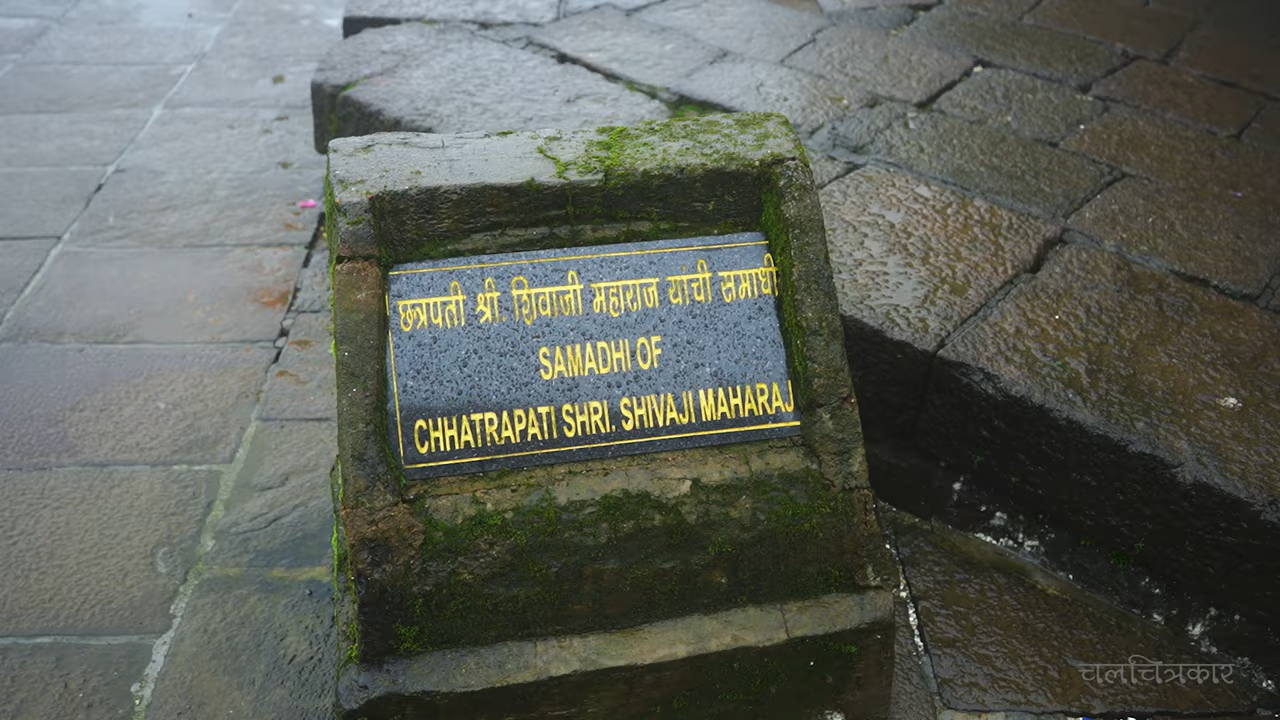 छत्रपती श्री. शिवाजी महाराज यांची समाधी
SAMADHI OF
CHHATRAPATI SHRI. SHIVAJI MAHARAJ
चलचित्रकार